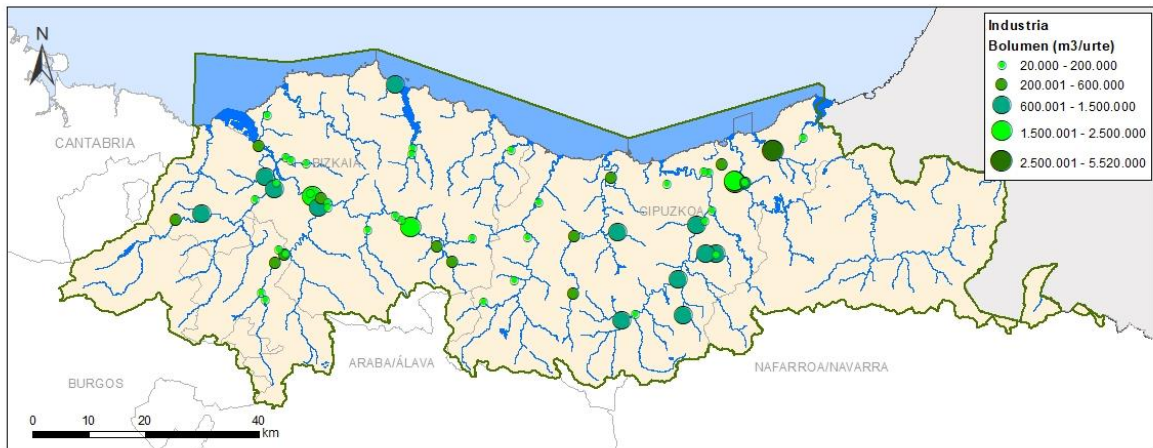 Industria
Bolumen (m3/urte)
20.000 - 200.000
200.001 - 600.000
600.001 - 1.500.000
1.500.001 - 2.500.000
2.500.001 - 5.520.000
N
CANTABRIA
BIZKAIA
GIPUZKOA
ARABA/ÁLAVA
NAFARROA/NAVARRA
BURGOS
0 10 20 40
km